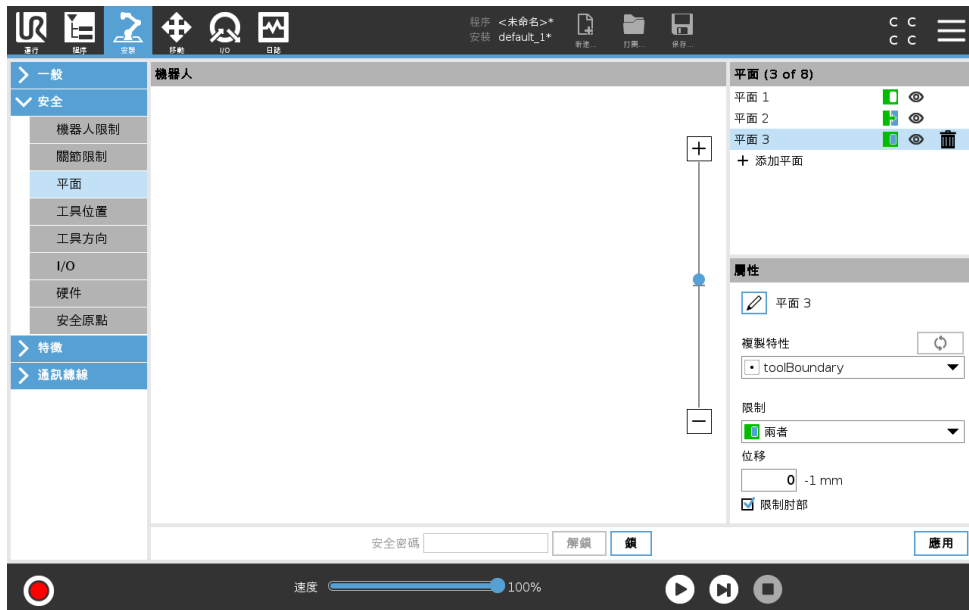 UR
程序 <未命名>*
安裝 default_1*
運行
程序
安裝
移動
I/O
日誌
新建...
打開...
保存...
C C
C C
一般
安全
機器人限制
關節限制
平面
工具位置
工具方向
I/O
硬件
安全原點
特徵
通訊總線
機器人
平面 (3 of 8)
平面 1
平面 2
平面 3
添加平面
屬性
平面 3
複製特性
toolBoundary
限制
兩者
位移
0 -1 mm
限制肘部
安全密碼 解鎖 鎖 應用
速度 100%